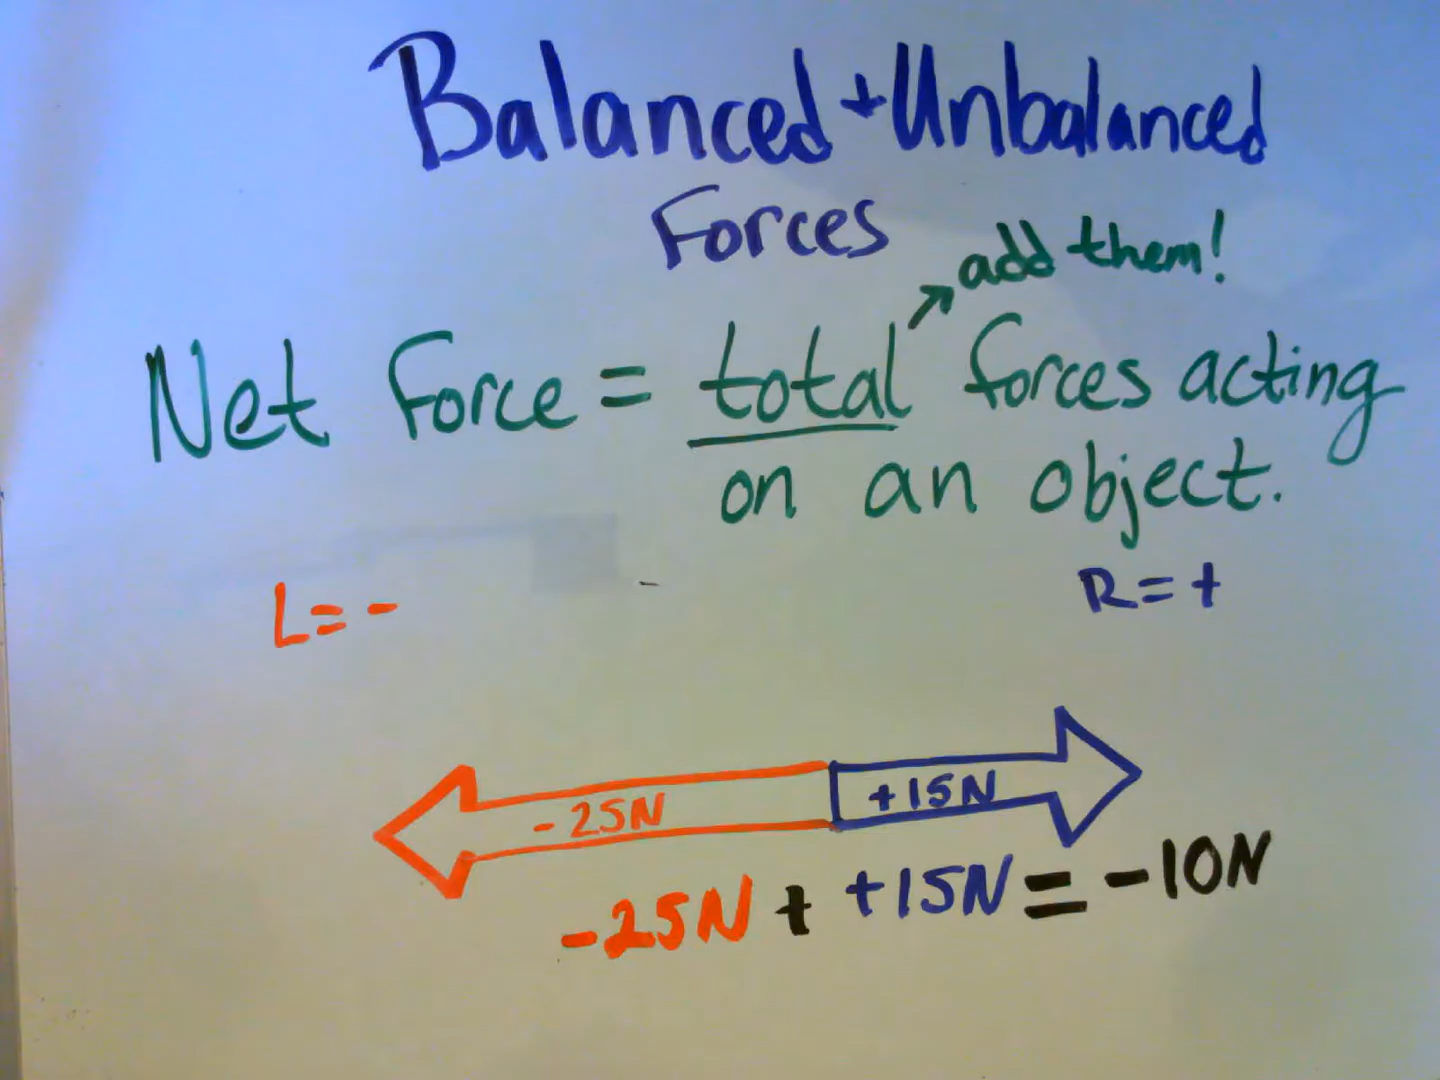 Balanced + Unbalanced
Forces
add them!
Net Force = total forces acting
on an object.
L = -
R = +
- 25N
+15N
-25N + +15N = -10N